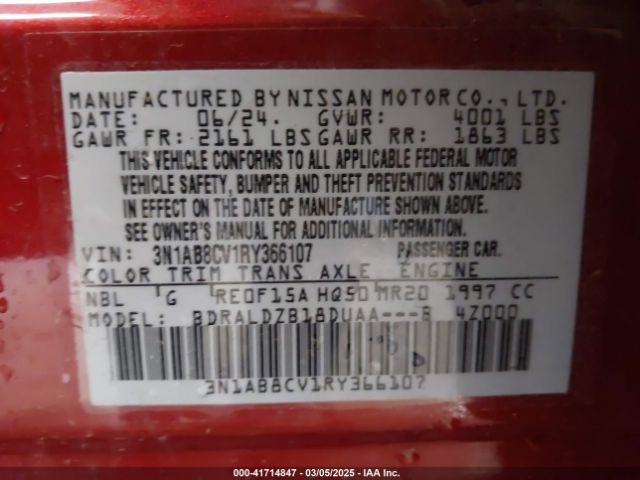 MANUFACTURED BY NISSAN MOTOR CO., LTD.
DATE: 06/24. GVWR: 4001 LBS
GAWR FR: 2161 LBS GAWR RR: 1863 LBS
THIS VEHICLE CONFORMS TO ALL APPLICABLE FEDERAL MOTOR
VEHICLE SAFETY, BUMPER AND THEFT PREVENTION STANDARDS
IN EFFECT ON THE DATE OF MANUFACTURE SHOWN ABOVE.
SEE OWNER'S MANUAL FOR ADDITIONAL INFORMATION.
VIN: 3N1AB8CV1RY366107 PASSENGER CAR.
COLOR TRIM TRANS AXLE ENGINE
NBL G RE0F15A HQ50 MR20 1997 CC
MODEL: BDRALDZB18DUAA---B 4Z000
3N1AB8CV1RY366107
000-41714847 — 03/05/2025 — IAA Inc.